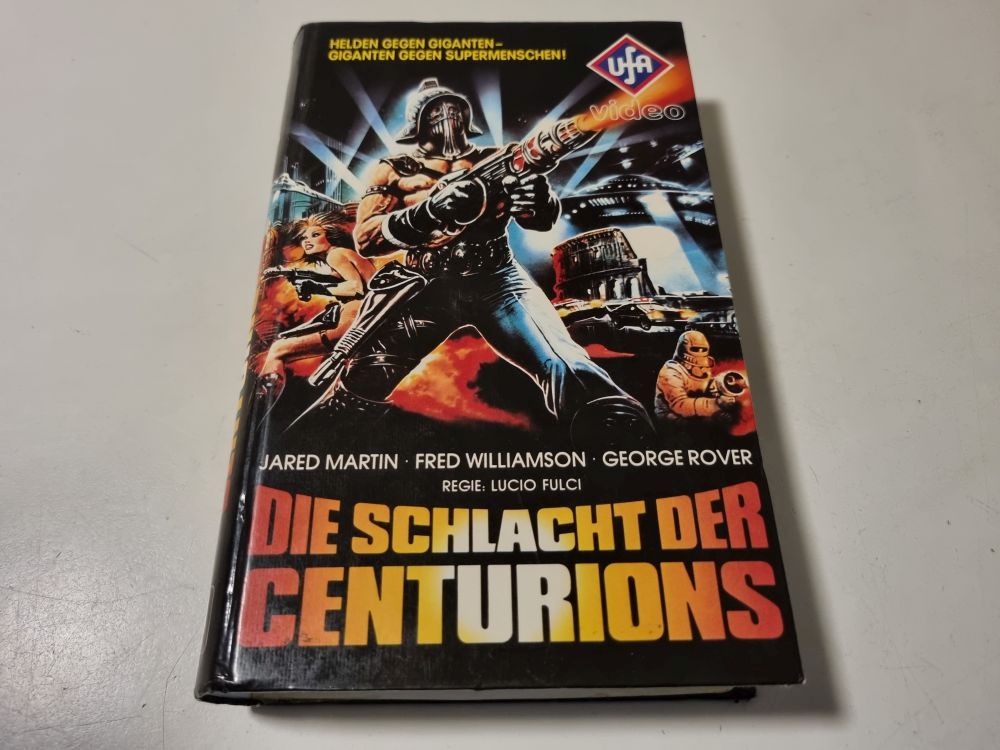 HELDEN GEGEN GIGANTEN-
GIGANTEN GEGEN SUPERMENSCHEN!
UFA
video
JARED MARTIN · FRED WILLIAMSON · GEORGE ROVER
REGIE: LUCIO FULCI
DIE SCHLACHT DER
CENTURIONS